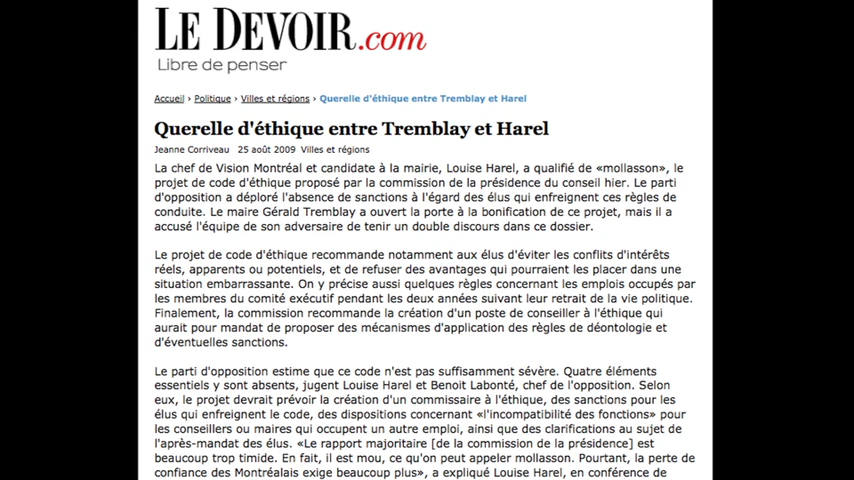 LE DEVOIR.com
Libre de penser
Accueil › Politique › Villes et régions › Querelle d'éthique entre Tremblay et Harel
Querelle d'éthique entre Tremblay et Harel
Jeanne Corriveau 25 août 2009 Villes et régions
La chef de Vision Montréal et candidate à la mairie, Louise Harel, a qualifié de «mollasson», le
projet de code d'éthique proposé par la commission de la présidence du conseil hier. Le parti
d'opposition a déploré l'absence de sanctions à l'égard des élus qui enfreignent ces règles de
conduite. Le maire Gérald Tremblay a ouvert la porte à la bonification de ce projet, mais il a
accusé l'équipe de son adversaire de tenir un double discours dans ce dossier.
Le projet de code d'éthique recommande notamment aux élus d'éviter les conflits d'intérêts
réels, apparents ou potentiels, et de refuser des avantages qui pourraient les placer dans une
situation embarrassante. On y précise aussi quelques règles concernant les emplois occupés par
les membres du comité exécutif pendant les deux années suivant leur retrait de la vie politique.
Finalement, la commission recommande la création d'un poste de conseiller à l'éthique qui
aurait pour mandat de proposer des mécanismes d'application des règles de déontologie et
d'éventuelles sanctions.
Le parti d'opposition estime que ce code n'est pas suffisamment sévère. Quatre éléments
essentiels y sont absents, jugent Louise Harel et Benoit Labonté, chef de l'opposition. Selon
eux, le projet devrait prévoir la création d'un commissaire à l'éthique, des sanctions pour les
élus qui enfreignent le code, des dispositions concernant «l'incompatibilité des fonctions» pour
les conseillers ou maires qui occupent un autre emploi, ainsi que des clarifications au sujet de
l'après-mandat des élus. «Le rapport majoritaire [de la commission de la présidence] est
beaucoup trop timide. En fait, il est mou, ce qu'on peut appeler mollasson. Pourtant, la perte de
confiance des Montréalais exige beaucoup plus», a expliqué Louise Harel, en conférence de